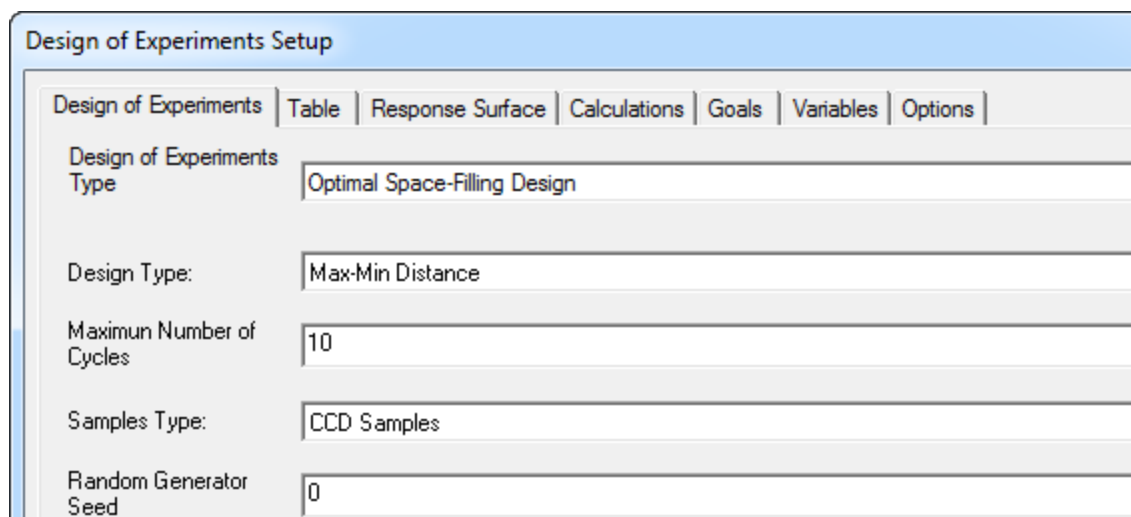 Design of Experiments Setup
Design of Experiments Table Response Surface Calculations Goals Variables Options
Design of Experiments
Type
Optimal Space-Filling Design
Design Type:
Max-Min Distance
Maximun Number of
Cycles
10
Samples Type:
CCD Samples
Random Generator
Seed
0